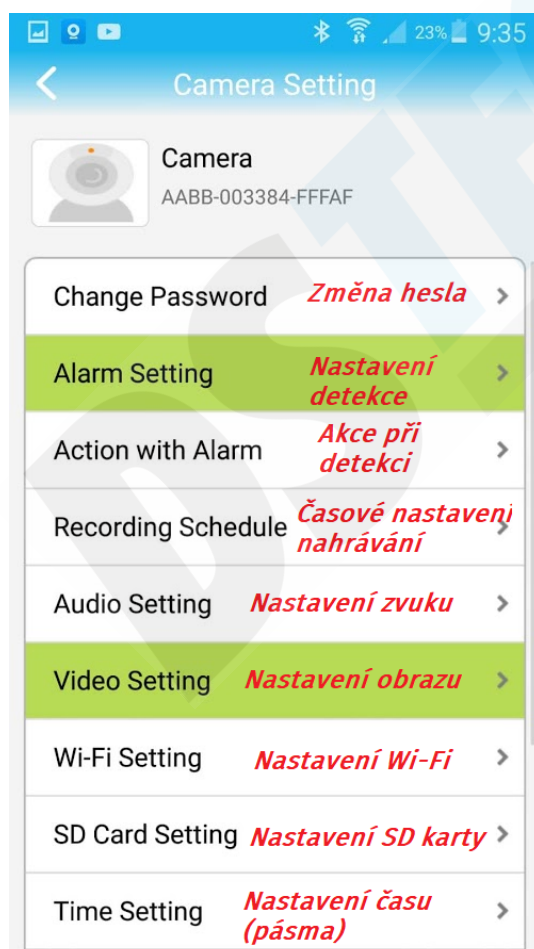 23% 9:35
Camera Setting
Camera
AABB-003384-FFFAF
Change Password Změna hesla
Alarm Setting Nastavení
detekce
Action with Alarm Akce při
detekci
Recording Schedule Časové nastavení
nahrávání
Audio Setting Nastavení zvuku
Video Setting Nastavení obrazu
Wi-Fi Setting Nastavení Wi-Fi
SD Card Setting Nastavení SD karty
Time Setting Nastavení času
(pásma)